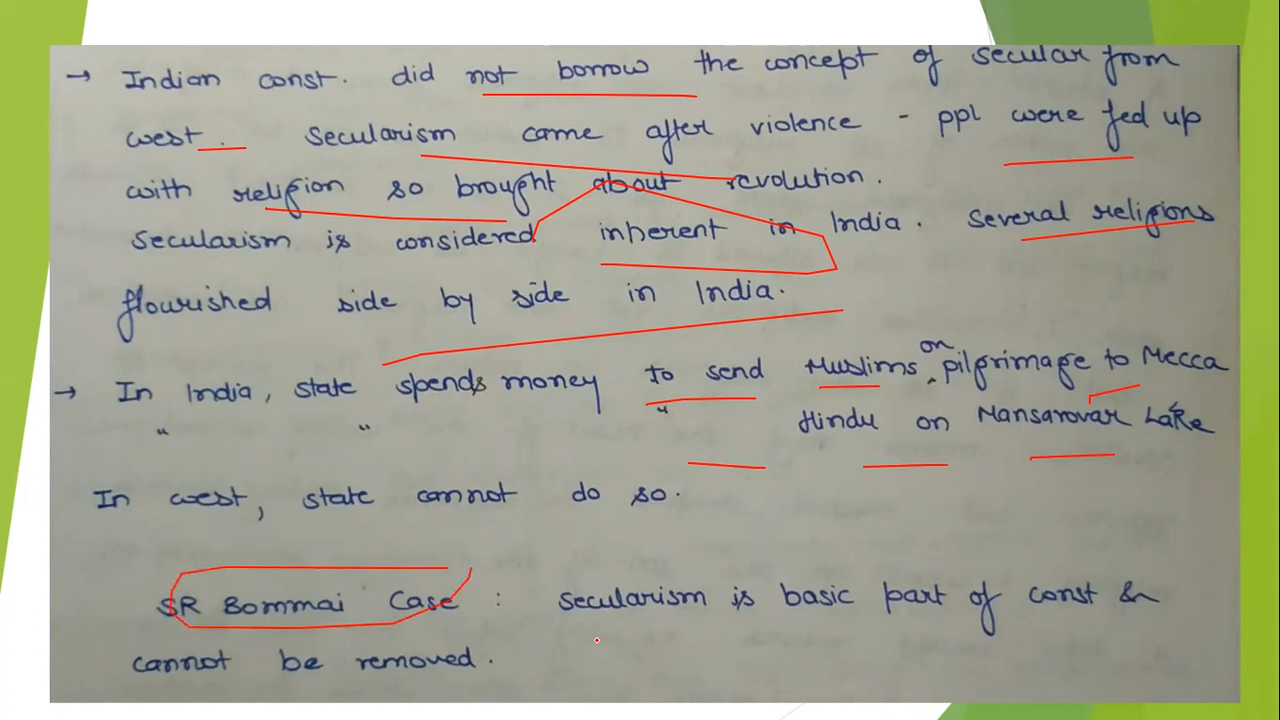 → Indian const. did not borrow the concept of secular from
west. Secularism came after violence - ppl were fed up
with religion so brought about revolution.
Secularism is considered inherent in India. Several religions
flourished side by side in India.
→ In India, state spends money to send Muslims on pilgrimage to Mecca
" " " Hindu on Mansarovar Lake
In west, state cannot do so.
SR Bommai Case : Secularism is basic part of const &
cannot be removed.